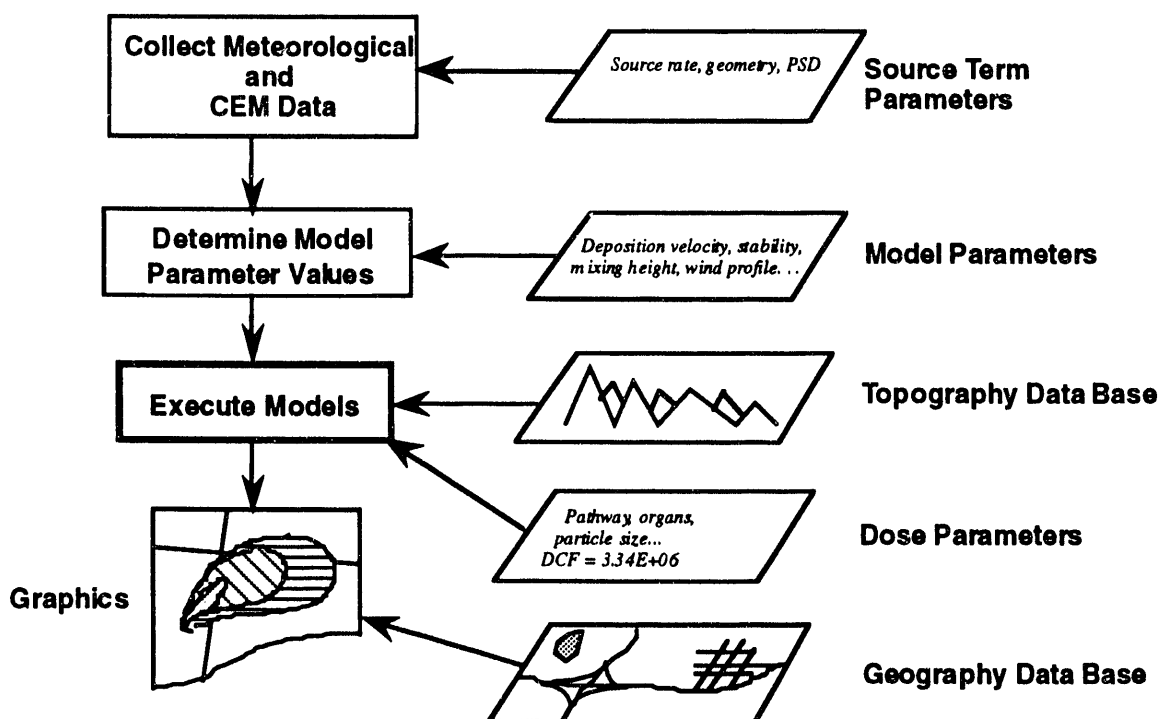 Collect Meteorological
and
CEM Data
Source rate, geometry, PSD
Source Term
Parameters
Determine Model
Parameter Values
Deposition velocity, stability,
mixing height, wind profile. . .
Model Parameters
Execute Models
Topography Data Base
Pathway, organs,
particle size...
DCF = 3.34E+06
Dose Parameters
Graphics
Geography Data Base